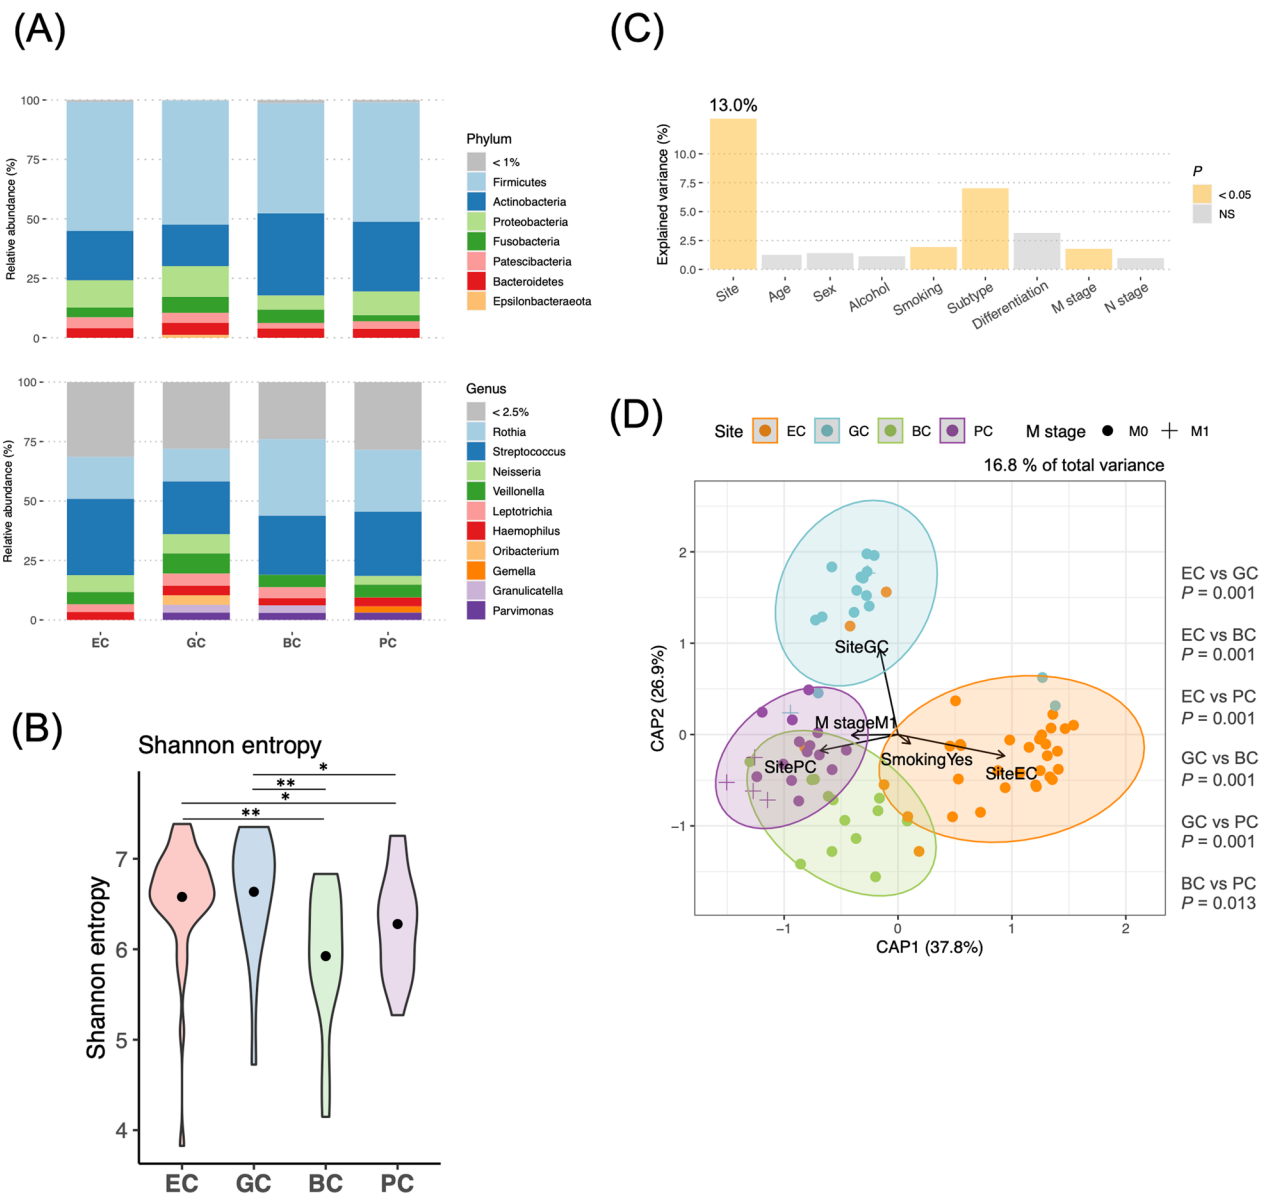 (A)
Relative abundance (%)
100
75
50
25
0
Phylum
< 1%
Firmicutes
Actinobacteria
Proteobacteria
Fusobacteria
Patescibacteria
Bacteroidetes
Epsilonbacteraeota
Relative abundance (%)
100
75
50
25
0
EC GC BC PC
Genus
< 2.5%
Rothia
Streptococcus
Neisseria
Veillonella
Leptotrichia
Haemophilus
Oribacterium
Gemella
Granulicatella
Parvimonas
(B)
Shannon entropy
*
**
*
**
Shannon entropy
7
6
5
4
EC GC BC PC
(C)
13.0%
Explained variance (%)
10.0
7.5
5.0
2.5
0.0
Site Age Sex Alcohol Smoking Subtype Differentiation M stage N stage
P
< 0.05
NS
(D)
Site EC GC BC PC M stage M0 M1
16.8 % of total variance
CAP2 (26.9%)
2
1
0
−1
SiteGC
M stageM1
SmokingYes
SitePC
SiteEC
−1 0 1 2
CAP1 (37.8%)
EC vs GC
P = 0.001
EC vs BC
P = 0.001
EC vs PC
P = 0.001
GC vs BC
P = 0.001
GC vs PC
P = 0.001
BC vs PC
P = 0.013